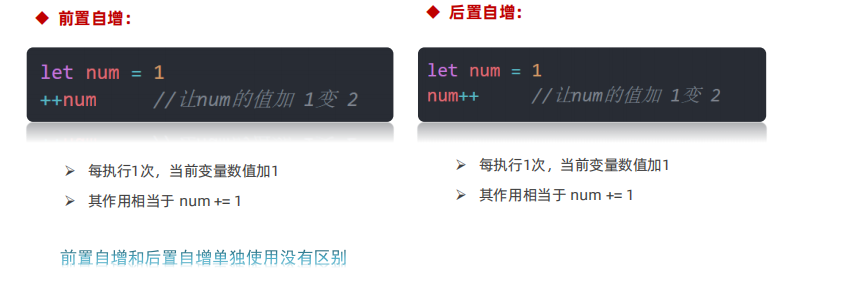 ◆ 前置自增：
let num = 1
++num //让num的值加 1变 2
➢ 每执行1次，当前变量数值加1
➢ 其作用相当于 num += 1
◆ 后置自增：
let num = 1
num++ //让num的值加 1变 2
➢ 每执行1次，当前变量数值加1
➢ 其作用相当于 num += 1
前置自增和后置自增单独使用没有区别